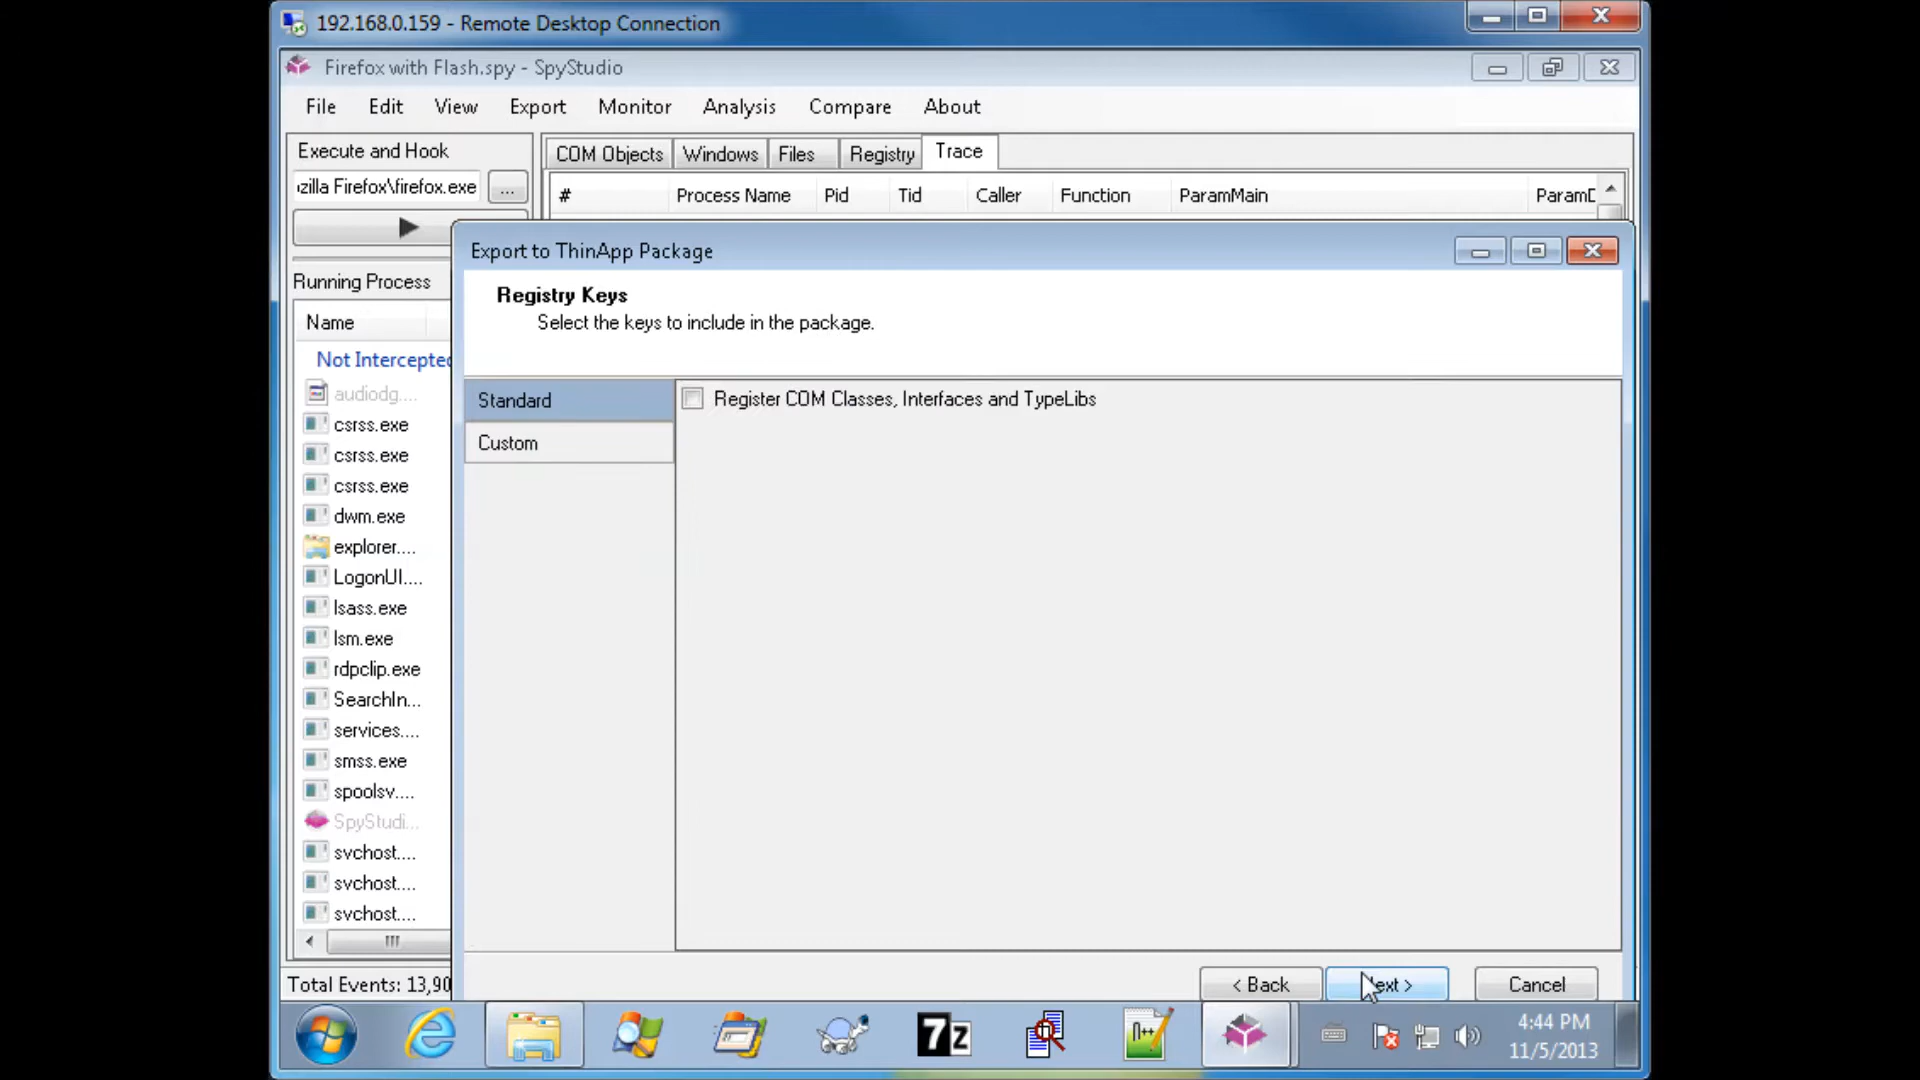 192.168.0.159 - Remote Desktop Connection
Firefox with Flash.spy - SpyStudio
File Edit View Export Monitor Analysis Compare About
Execute and Hook
zilla Firefox\firefox.exe ...
COM Objects Windows Files Registry Trace
# Process Name Pid Tid Caller Function ParamMain
Running Process
Name
Not Intercepted
audiodg....
csrss.exe
csrss.exe
csrss.exe
dwm.exe
explorer....
LogonUI....
lsass.exe
lsm.exe
rdpclip.exe
SearchIn...
services....
smss.exe
spoolsv....
SpyStudi...
svchost....
svchost....
svchost....
Total Events: 13,90
Export to ThinApp Package
Registry Keys
Select the keys to include in the package.
Standard
Custom
Register COM Classes, Interfaces and TypeLibs
< Back
ext >
Cancel
7z
n++
4:44 PM
11/5/2013